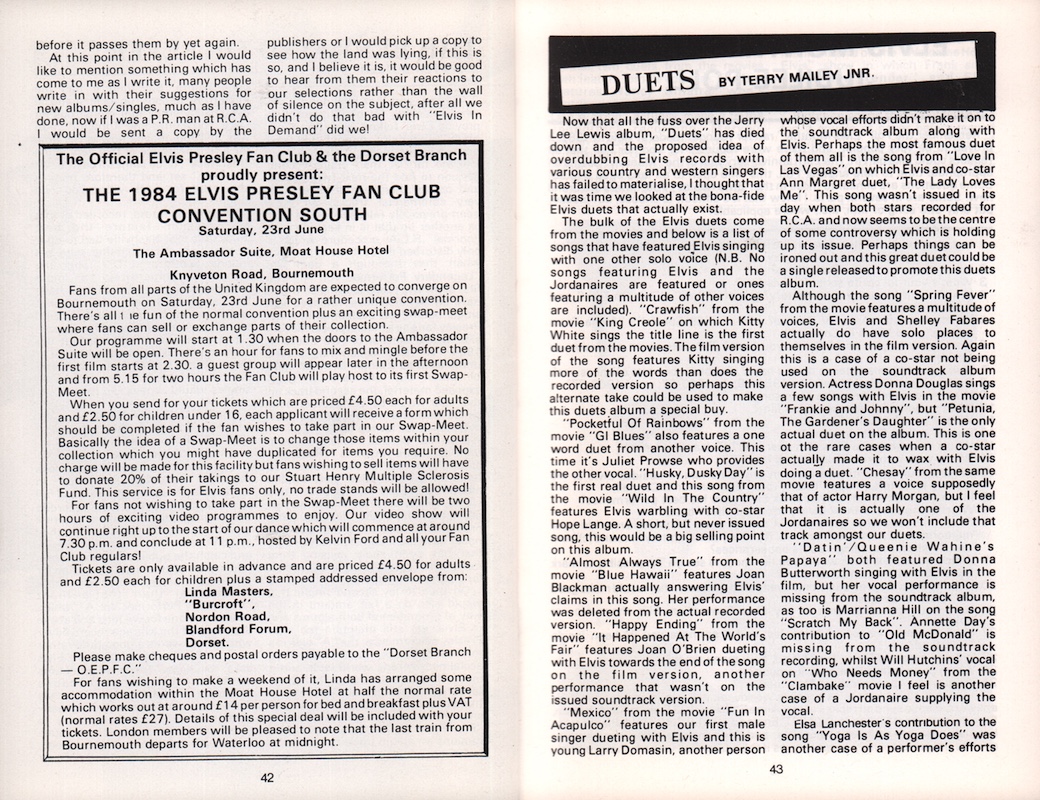 before it passes them by yet again.
At this point in the article I would
like to mention something which has
come to me as I write it, many people
write in with their suggestions for
new albums/singles, much as I have
done, now if I was a P.R. man at R.C.A.
I would be sent a copy by the
publishers or I would pick up a copy to
see how the land was lying, if this is
so, and I believe it is, it would be good
to hear from them their reactions to
our selections rather than the wall
of silence on the subject, after all we
didn't do that bad with "Elvis In
Demand" did we!
The Official Elvis Presley Fan Club & the Dorset Branch
proudly present:
THE 1984 ELVIS PRESLEY FAN CLUB
CONVENTION SOUTH
Saturday, 23rd June
The Ambassador Suite, Moat House Hotel
Knyveton Road, Bournemouth
Fans from all parts of the United Kingdom are expected to converge on
Bournemouth on Saturday, 23rd June for a rather unique convention.
There's all the fun of the normal convention plus an exciting swap-meet
where fans can sell or exchange parts of their collection.
Our programme will start at 1.30 when the doors to the Ambassador
Suite will be open. There's an hour for fans to mix and mingle before the
first film starts at 2.30. a guest group will appear later in the afternoon
and from 5.15 for two hours the Fan Club will play host to its first Swap-
Meet.
When you send for your tickets which are priced £4.50 each for adults
and £2.50 for children under 16, each applicant will receive a form which
should be completed if the fan wishes to take part in our Swap-Meet.
Basically the idea of a Swap-Meet is to change those items within your
collection which you might have duplicated for items you require. No
charge will be made for this facility but fans wishing to sell items will have
to donate 20% of their takings to our Stuart Henry Multiple Sclerosis
Fund. This service is for Elvis fans only, no trade stands will be allowed!
For fans not wishing to take part in the Swap-Meet there will be two
hours of exciting video programmes to enjoy. Our video show will
continue right up to the start of our dance which will commence at around
7.30 p.m. and conclude at 11 p.m., hosted by Kelvin Ford and all your Fan
Club regulars!
Tickets are only available in advance and are priced £4.50 for adults
and £2.50 each for children plus a stamped addressed envelope from:
Linda Masters,
"Burcroft",
Nordon Road,
Blandford Forum,
Dorset.
Please make cheques and postal orders payable to the "Dorset Branch
— O.E.P.F.C."
For fans wishing to make a weekend of it, Linda has arranged some
accommodation within the Moat House Hotel at half the normal rate
which works out at around £14 per person for bed and breakfast plus VAT
(normal rates £27). Details of this special deal will be included with your
tickets. London members will be pleased to note that the last train from
Bournemouth departs for Waterloo at midnight.
42
DUETS BY TERRY MAILEY JNR.
Now that all the fuss over the Jerry
Lee Lewis album, "Duets" has died
down and the proposed idea of
overdubbing Elvis records with
various country and western singers
has failed to materialise, I thought that
it was time we looked at the bona-fide
Elvis duets that actually exist.
The bulk of the Elvis duets come
from the movies and below is a list of
songs that have featured Elvis singing
with one other solo voice (N.B. No
songs featuring Elvis and the
Jordanaires are featured or ones
featuring a multitude of other voices
are included). "Crawfish" from the
movie "King Creole" on which Kitty
White sings the title line is the first
duet from the movies. The film version
of the song features Kitty singing
more of the words than does the
recorded version so perhaps this
alternate take could be used to make
this duets album a special buy.
"Pocketful Of Rainbows" from the
movie "GI Blues" also features a one
word duet from another voice. This
time it's Juliet Prowse who provides
the other vocal. "Husky, Dusky Day" is
the first real duet and this song from
the movie "Wild In The Country"
features Elvis warbling with co-star
Hope Lange. A short, but never issued
song, this would be a big selling point
on this album.
"Almost Always True" from the
movie "Blue Hawaii" features Joan
Blackman actually answering Elvis'
claims in this song. Her performance
was deleted from the actual recorded
version. "Happy Ending" from the
movie "It Happened At The World's
Fair" features Joan O'Brien dueting
with Elvis towards the end of the song
on the film version, another
performance that wasn't on the
issued soundtrack version.
"Mexico" from the movie "Fun In
Acapulco" features our first male
singer dueting with Elvis and this is
young Larry Domasin, another person
whose vocal efforts didn't make it on to
the soundtrack album along with
Elvis. Perhaps the most famous duet
of them all is the song from "Love In
Las Vegas" on which Elvis and co-star
Ann Margret duet, "The Lady Loves
Me". This song wasn't issued in its
day when both stars recorded for
R.C.A. and now seems to be the centre
of some controversy which is holding
up its issue. Perhaps things can be
ironed out and this great duet could be
a single released to promote this duets
album.
Although the song "Spring Fever"
from the movie features a multitude of
voices, Elvis and Shelley Fabares
actually do have solo places to
themselves in the film version. Again
this is a case of a co-star not being
used on the soundtrack album
version. Actress Donna Douglas sings
a few songs with Elvis in the movie
"Frankie and Johnny", but "Petunia,
The Gardener's Daughter" is the only
actual duet on the album. This is one
ot the rare cases when a co-star
actually made it to wax with Elvis
doing a duet. "Chesay" from the same
movie features a voice supposedly
that of actor Harry Morgan, but I feel
that it is actually one of the
Jordanaires so we won't include that
track amongst our duets.
"Datin'/Queenie Wahine's
Papaya" both featured Donna
Butterworth singing with Elvis in the
film, but her vocal performance is
missing from the soundtrack album,
as too is Marrianna Hill on the song
"Scratch My Back". Annette Day's
contribution to "Old McDonald" is
missing from the soundtrack
recording, whilst Will Hutchins' vocal
on "Who Needs Money" from the
"Clambake" movie I feel is another
case of a Jordanaire supplying the
vocal.
Elsa Lanchester's contribution to the
song "Yoga Is As Yoga Does" was
another case of a performer's efforts
43